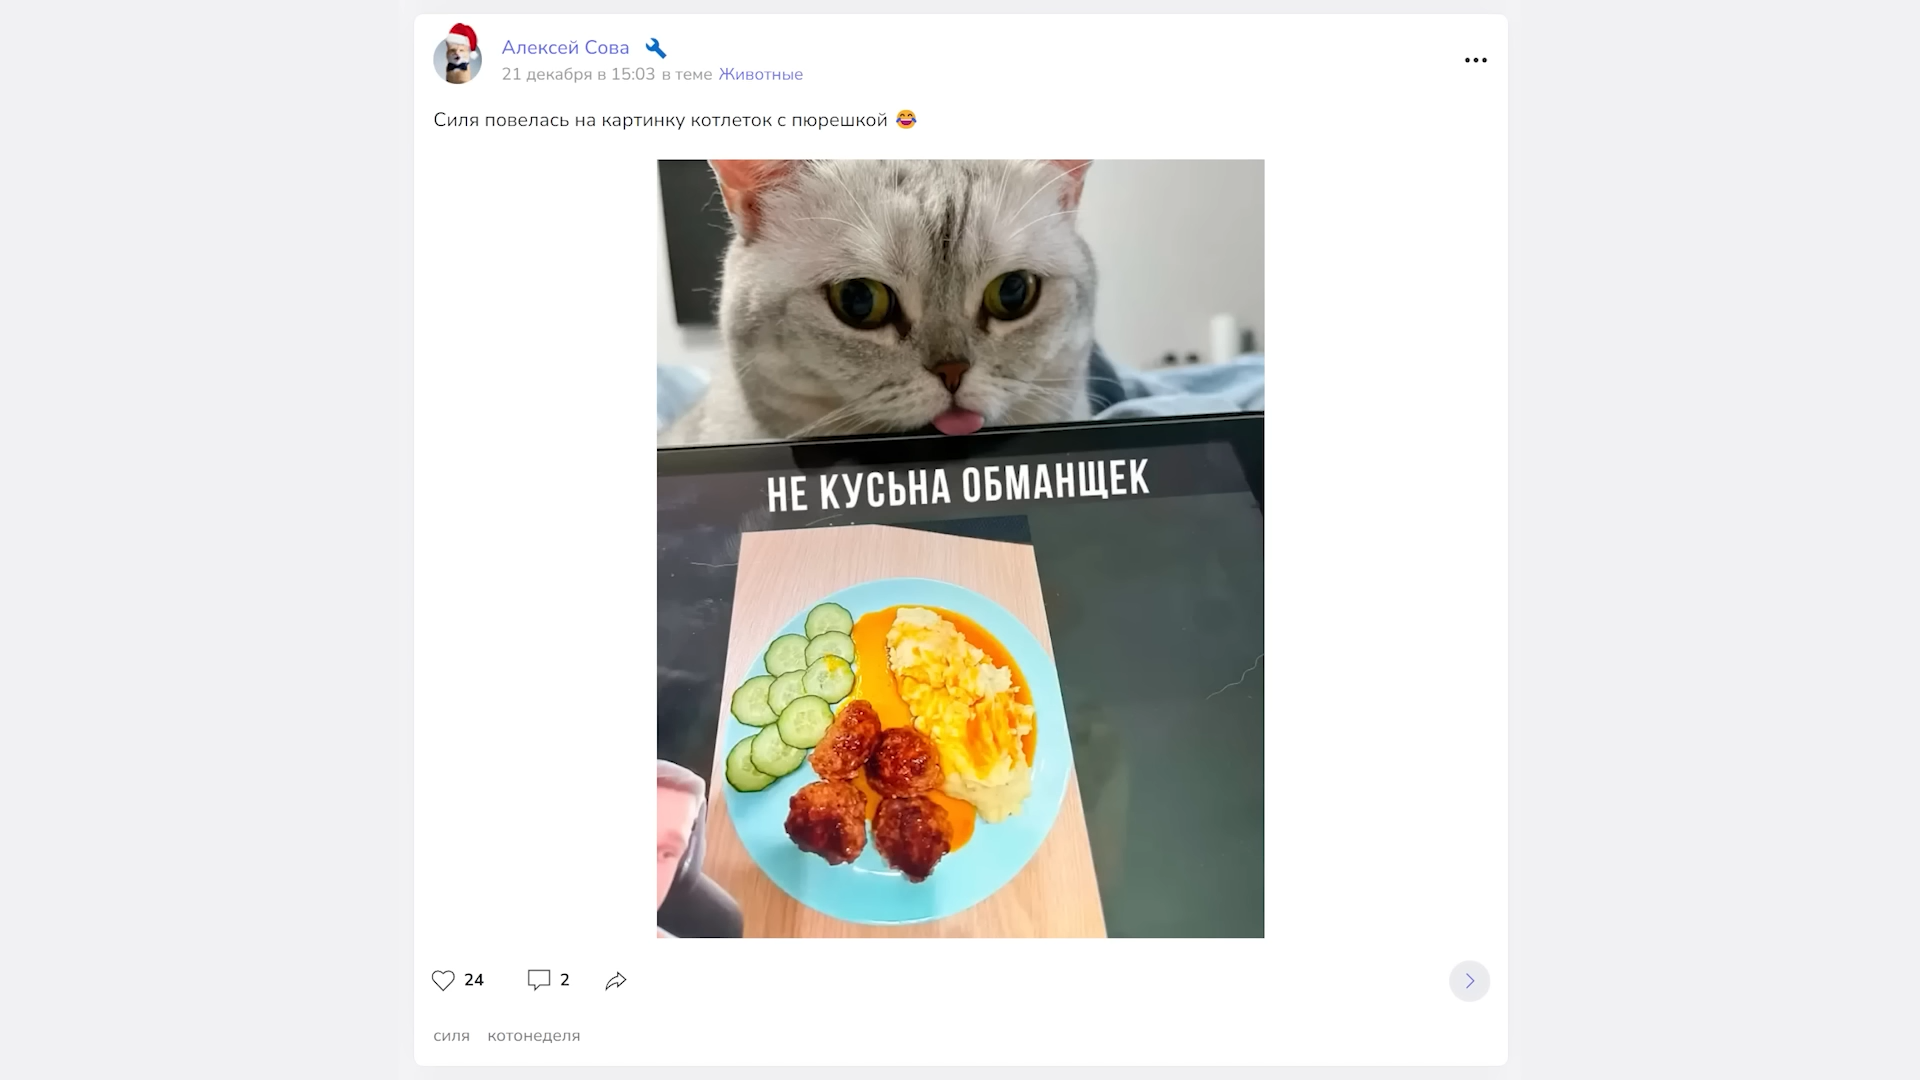 Алексей Сова
21 декабря в 15:03 в теме Животные
Силя повелась на картинку котлеток с пюрешкой 😂
НЕ КУСЬНА ОБМАНЩЕК
24
2
силя котонеделя